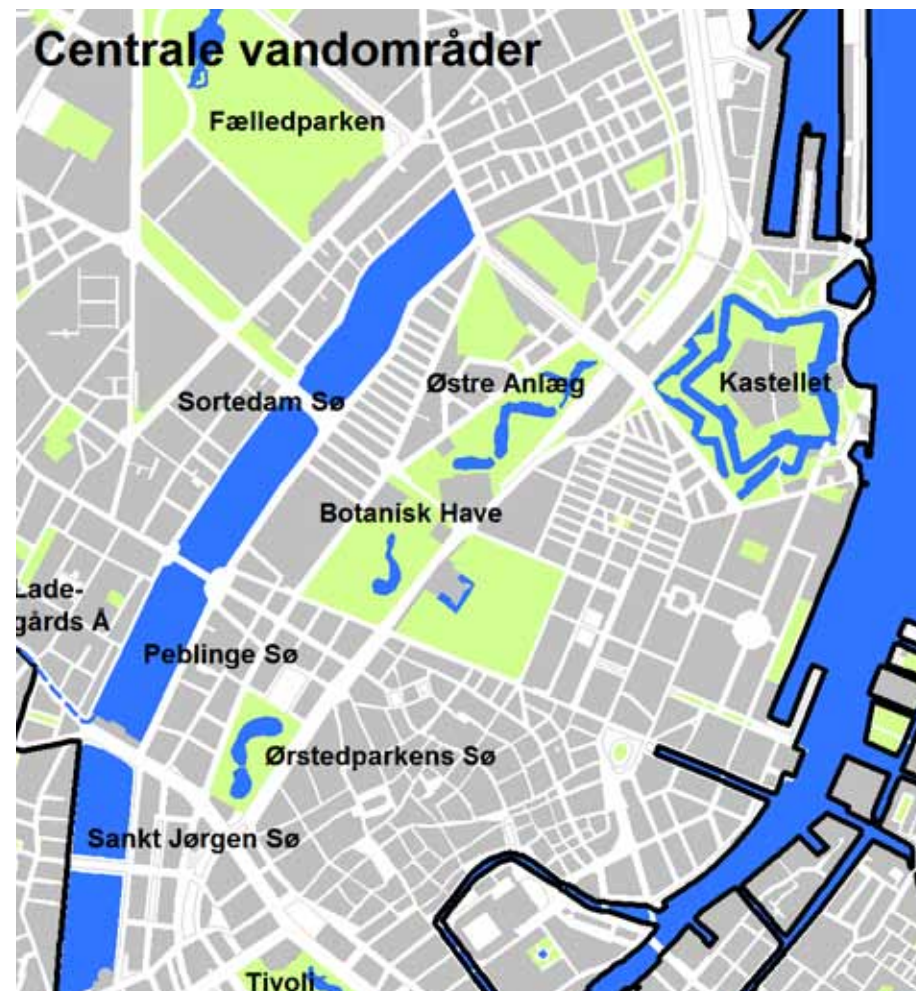 Centrale vandområder
Fælledparken
Sortedam Sø
Østre Anlæg
Kastellet
Botanisk Have
Lade-
gårds Å
Peblinge Sø
Ørstedparkens Sø
Sankt Jørgen Sø
Tivoli